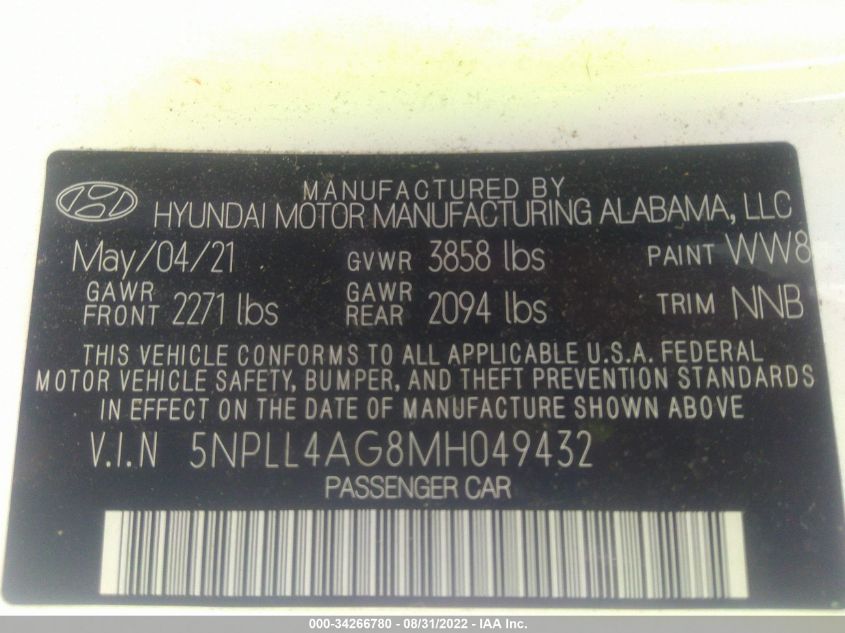 MANUFACTURED BY
HYUNDAI MOTOR MANUFACTURING ALABAMA, LLC
May/04/21 GVWR 3858 lbs PAINT WW8
GAWR FRONT 2271 lbs GAWR REAR 2094 lbs TRIM NNB
THIS VEHICLE CONFORMS TO ALL APPLICABLE U.S.A. FEDERAL
MOTOR VEHICLE SAFETY, BUMPER, AND THEFT PREVENTION STANDARDS
IN EFFECT ON THE DATE OF MANUFACTURE SHOWN ABOVE
V.I.N 5NPLL4AG8MH049432
PASSENGER CAR
000-34266780 - 08/31/2022 - IAA Inc.